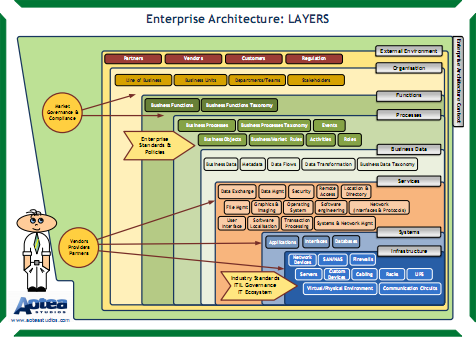 Enterprise Architecture: LAYERS
Enterprise Architecture Context
External Environment
Partners
Vendors
Customers
Regulation
Organisation
Line of Business
Business Units
Departments/Teams
Stakeholders
Functions
Business Functions
Business Functions Taxonomy
Processes
Business Processes
Business Processes Taxonomy
Events
Business Objects
Business/Market Rules
Activities
Roles
Business Data
Business Data
Metadata
Data Flows
Data Transformation
Business Data Taxonomy
Services
Data Exchange
Data Mgmt
Security
Remote
Access
Location &
Directory
File Mgmt
Graphics &
Imaging
Operating
System
Software
engineering
Network
(Interfaces & Protocols)
User
Interface
Software
Localisation
Transaction
Processing
Systems & Network Mgmt
Systems
Applications
Interfaces
Databases
Infrastructure
Network
Devices
SAN/NAS
Firewalls
Servers
Custom
Devices
Cabling
Racks
UPS
Virtual/Physical Environment
Communication Circuits
Market
Governance &
Compliance
Enterprise
Standards &
Policies
Vendors
Providers
Partners
Industry Standards
ITIL Governance
IT Ecosystem
Aotea
STUDIOS
www.aoteastudios.com